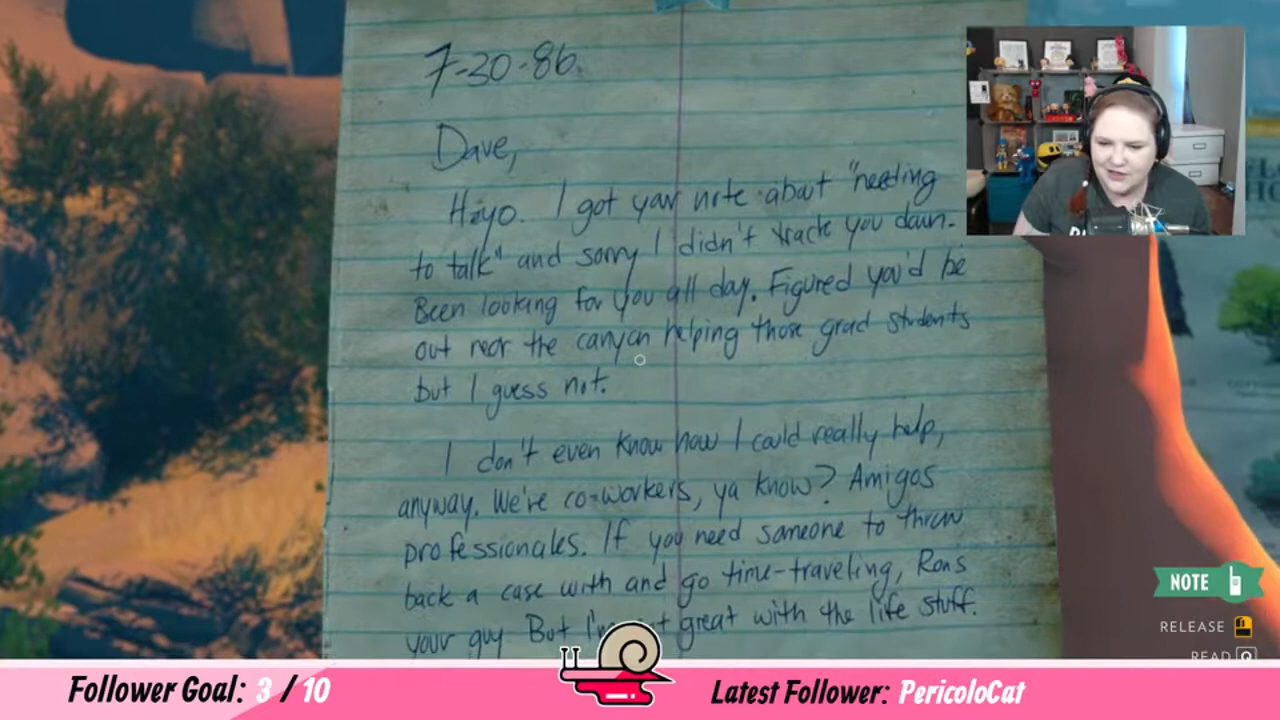 7-30-86.
Dave,
Hiyo. I got your note about "needing
to talk" and sorry I didn't track you down.
Been looking for you all day. Figured you'd be
out near the canyon helping those grad students
but I guess not.
I don't even know how I could really help,
anyway. We're co-workers, ya know? Amigos
professionales. If you need someone to throw
back a case with and go time-traveling, Ron's
your guy. But I'm not great with the life stuff.
NOTE
RELEASE
READ Q
Follower Goal: 3 / 10
Latest Follower: PericoloCat